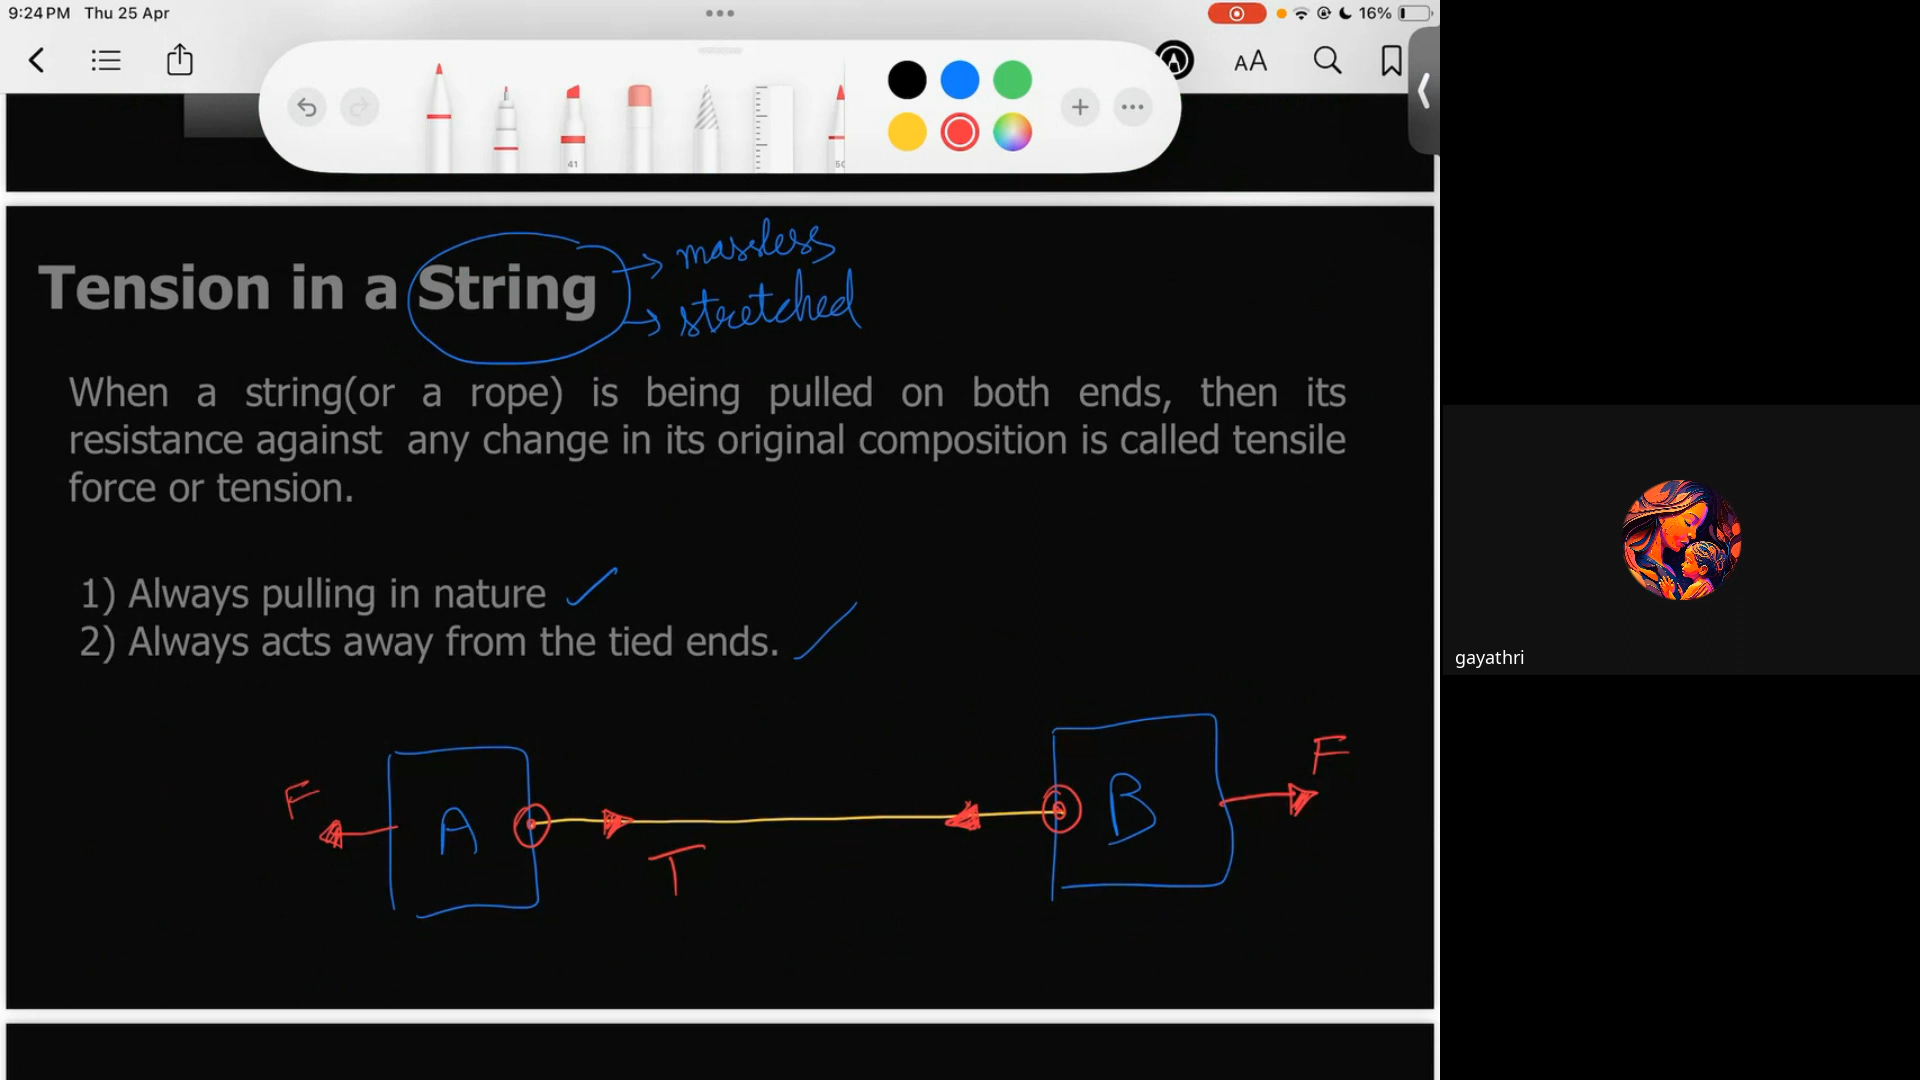 9:24 PM Thu 25 Apr
16%
AA
41
50
Tension in a String
massless
stretched
When a string(or a rope) is being pulled on both ends, then its
resistance against any change in its original composition is called tensile
force or tension.
1) Always pulling in nature
2) Always acts away from the tied ends.
F
A
T
B
F
gayathri